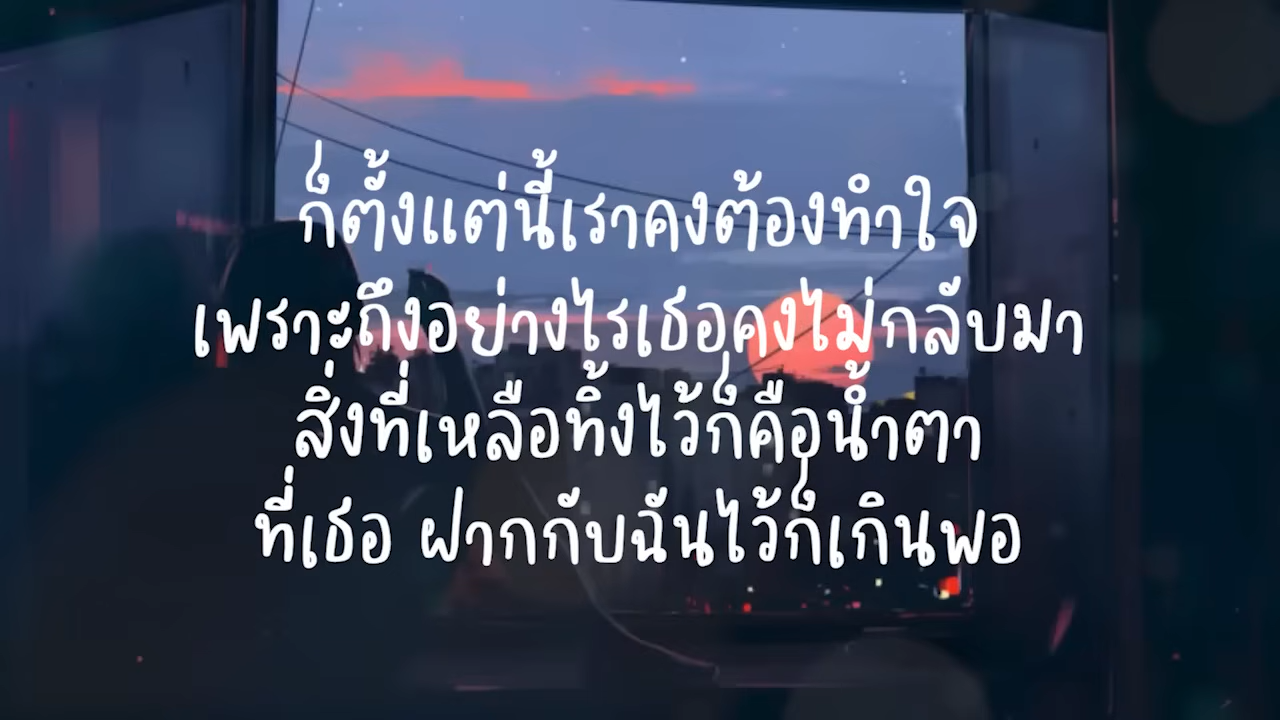 ก็ตั้งแต่นี้เราคงต้องทำใจ
เพราะถึงอย่างไรเธอคงไม่กลับมา
สิ่งที่เหลือทิ้งไว้ก็คือน้ำตา
ที่เธอ ฝากกับฉันไว้ก็เกินพอ